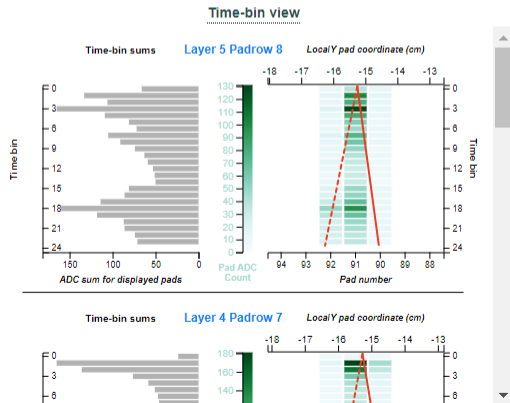 Time-bin view
Time-bin sums Layer 5 Padrow 8 LocalY pad coordinate (cm)
-18 -17 -16 -15 -14 -13
0 130 0
120
3 110 3
100
6 90 6
80
Time bin 9 70 9 Time bin
12 60 12
50
15 40 15
30
18 20 18
21 10 21
24 0 24
150 100 50 0 94 93 92 91 90 89 88
ADC sum for displayed pads Pad ADC Count Pad number
Time-bin sums Layer 4 Padrow 7 LocalY pad coordinate (cm)
-18 -17 -16 -15 -14 -13
0 180 0
160
3 3
140
6 6